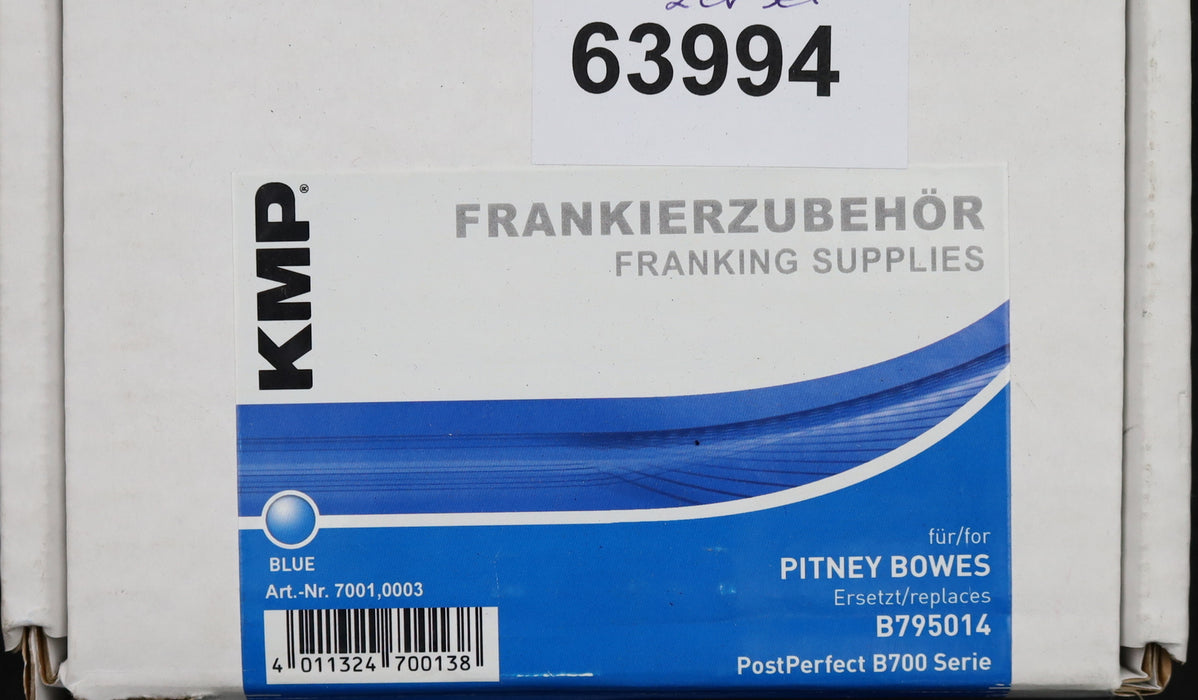 63994
KMP®
FRANKIERZUBEHÖR
FRANKING SUPPLIES
BLUE
Art.-Nr. 7001,0003
4 011324 700138
für/for
PITNEY BOWES
Ersetzt/replaces
B795014
PostPerfect B700 Serie